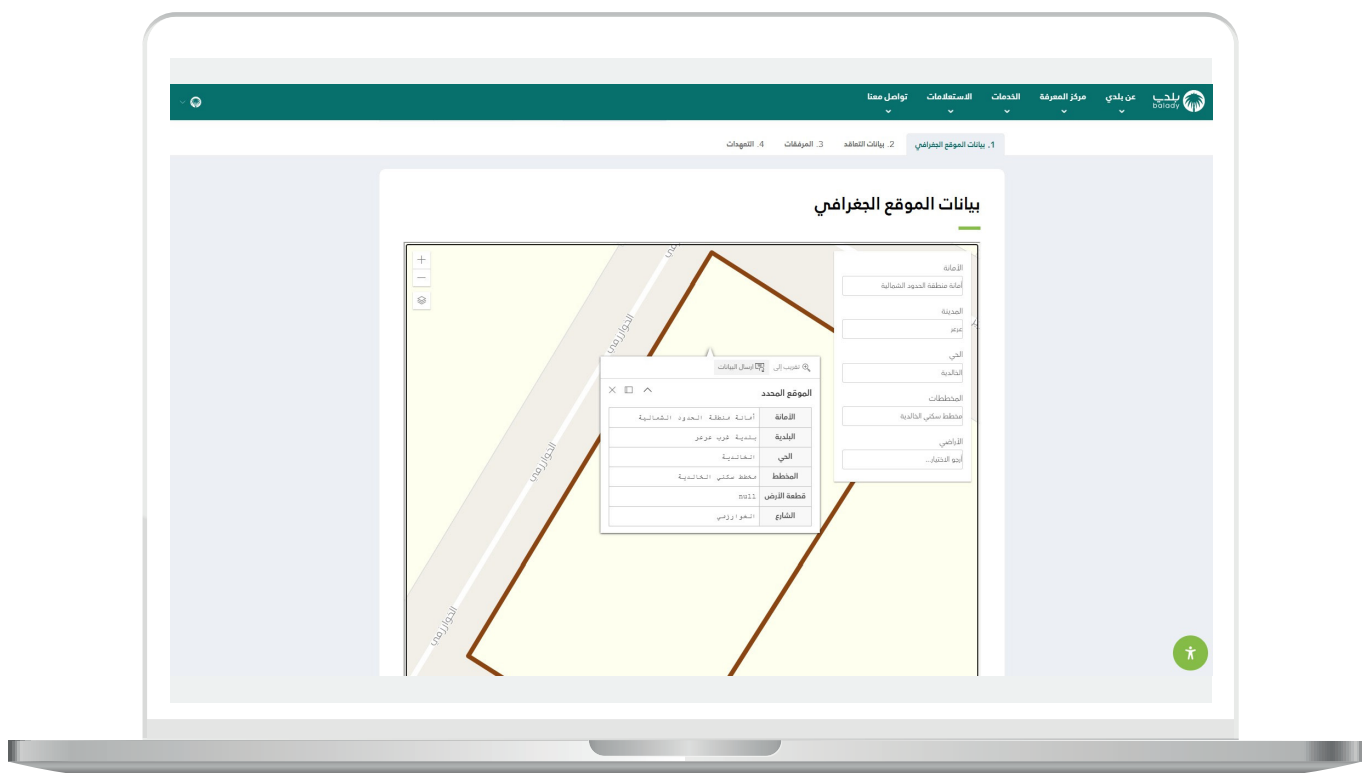 بلدي
balady
عن بلدي
مركز المعرفة
الخدمات
الاستعلامات
تواصل معنا
1. بيانات الموقع الجغرافي
2. بيانات التعاقد
3. المرفقات
4. التعهدات
بيانات الموقع الجغرافي
الأمانة
أمانة منطقة الحدود الشمالية
المدينة
عرعر
الحي
الخالدية
المخططات
مخطط سكني الخالدية
الأراضي
أرجو الاختيار...
تقريب إلى
ارسال البيانات
الموقع المحدد
الأمانة أمانة منطقة الحدود الشمالية
البلدية بلدية غرب عرعر
الحي الخالدية
المخطط مخطط سكني الخالدية
قطعة الأرض null
الشارع الخوارزمي
الخوارزمي
الخوارزمي
الخوارزمي